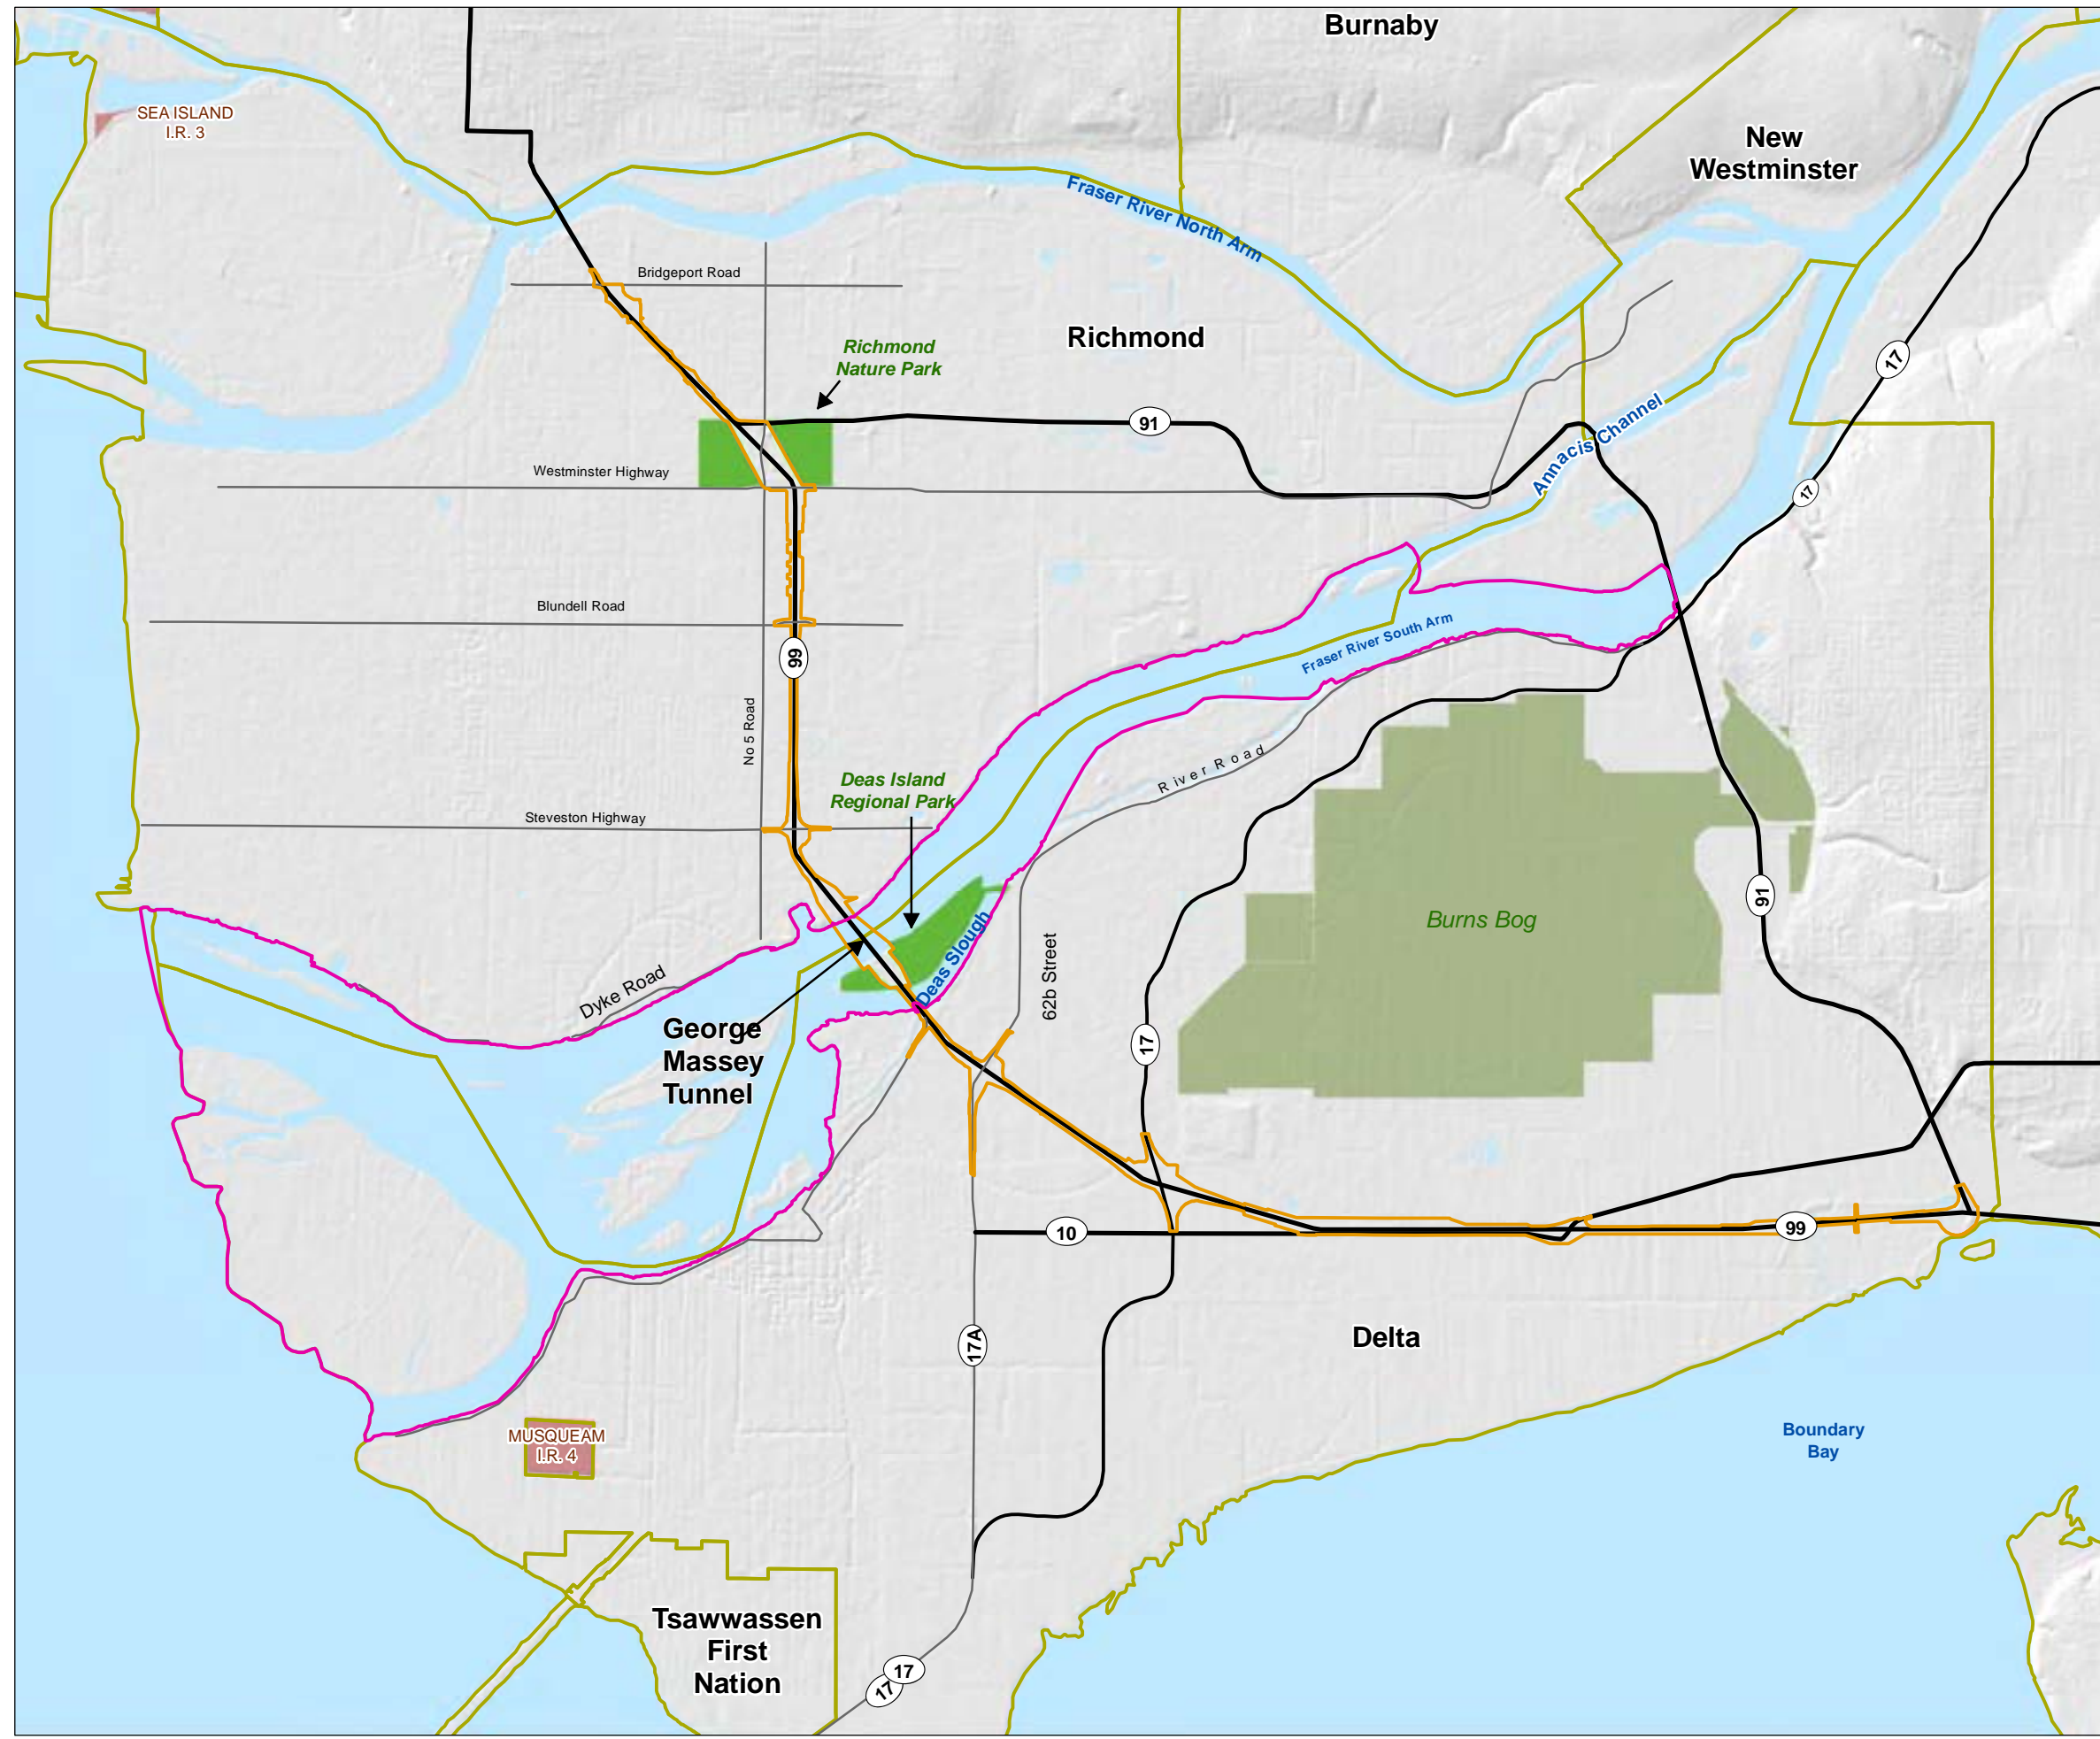 Burnaby
SEA ISLAND
I.R. 3
New
Westminster
Fraser River North Arm
Bridgeport Road
Richmond
Richmond
Nature Park
17
91
Annacis Channel
Westminster Highway
17
Blundell Road
Fraser River South Arm
99
No 5 Road
River Road
Deas Island
Regional Park
Steveston Highway
91
Burns Bog
Deas Slough
62b Street
Dyke Road
George
Massey
Tunnel
17
10
99
17A
Delta
MUSQUEAM
I.R. 4
Boundary
Bay
Tsawwassen
First
Nation
17
17